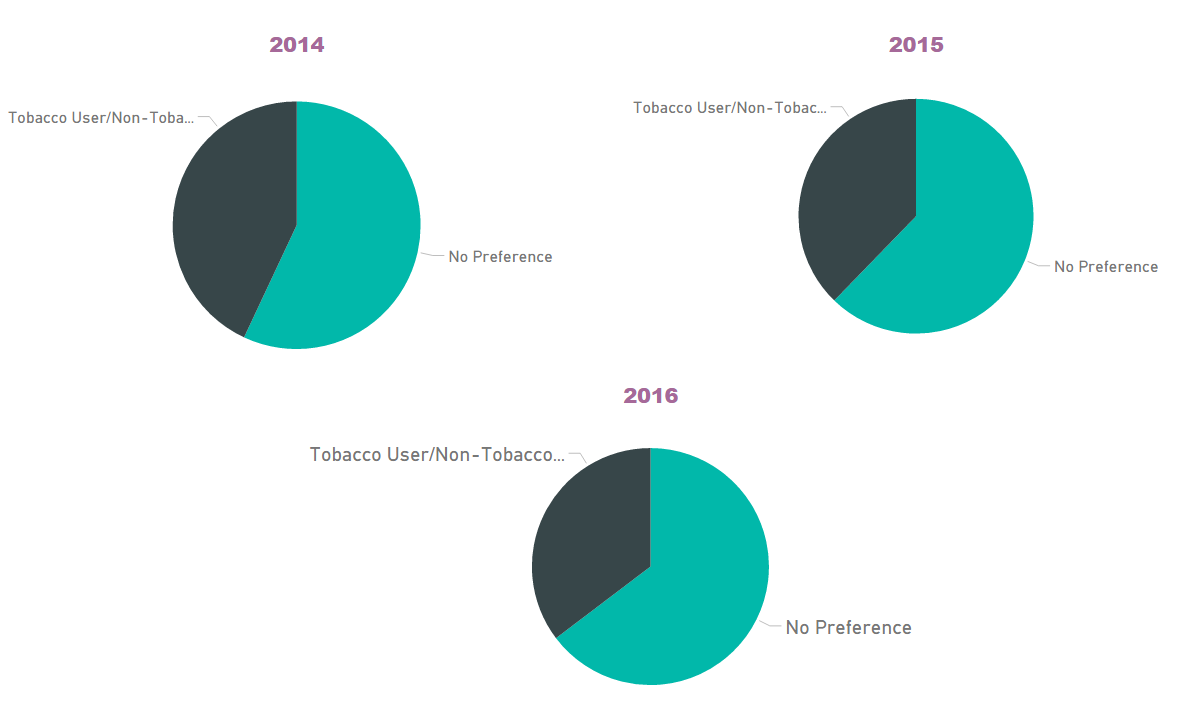 2014
Tobacco User/Non-Toba...
No Preference
2015
Tobacco User/Non-Tobac...
No Preference
2016
Tobacco User/Non-Tobacco...
No Preference